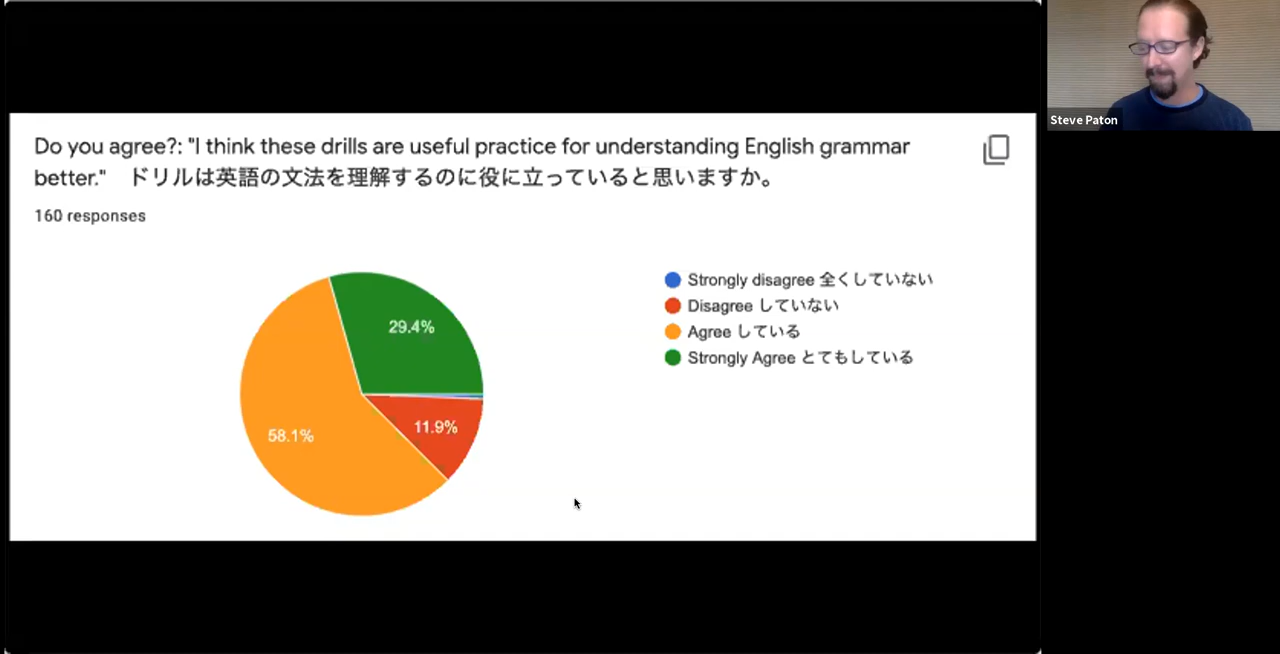 Do you agree?: "I think these drills are useful practice for understanding English grammar
better." ドリルは英語の文法を理解するのに役に立っていると思いますか。
160 responses
29.4%
58.1%
11.9%
Strongly disagree 全くしていない
Disagree していない
Agree している
Strongly Agree とてもしている
Steve Paton